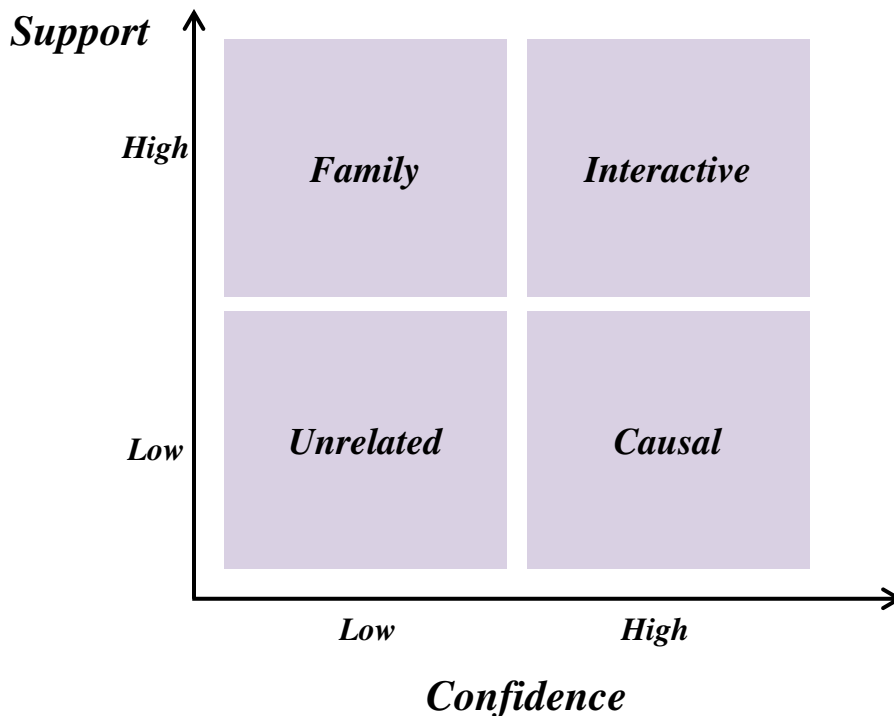 Support
High
Family
Interactive
Low
Unrelated
Causal
Low
High
Confidence